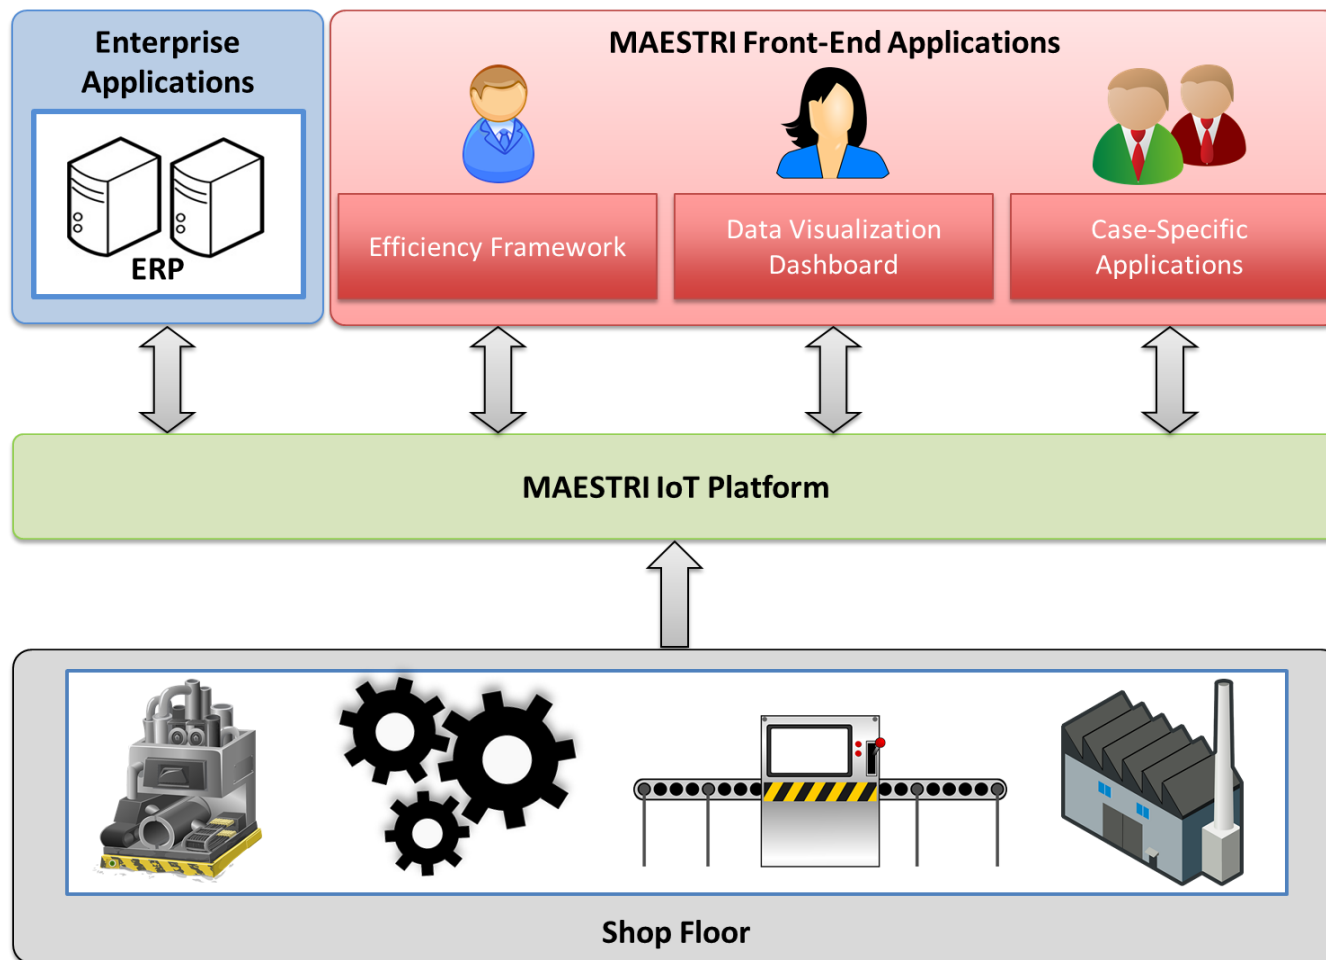 Enterprise
Applications
ERP
MAESTRI Front-End Applications
Efficiency Framework
Data Visualization
Dashboard
Case-Specific
Applications
MAESTRI IoT Platform
Shop Floor